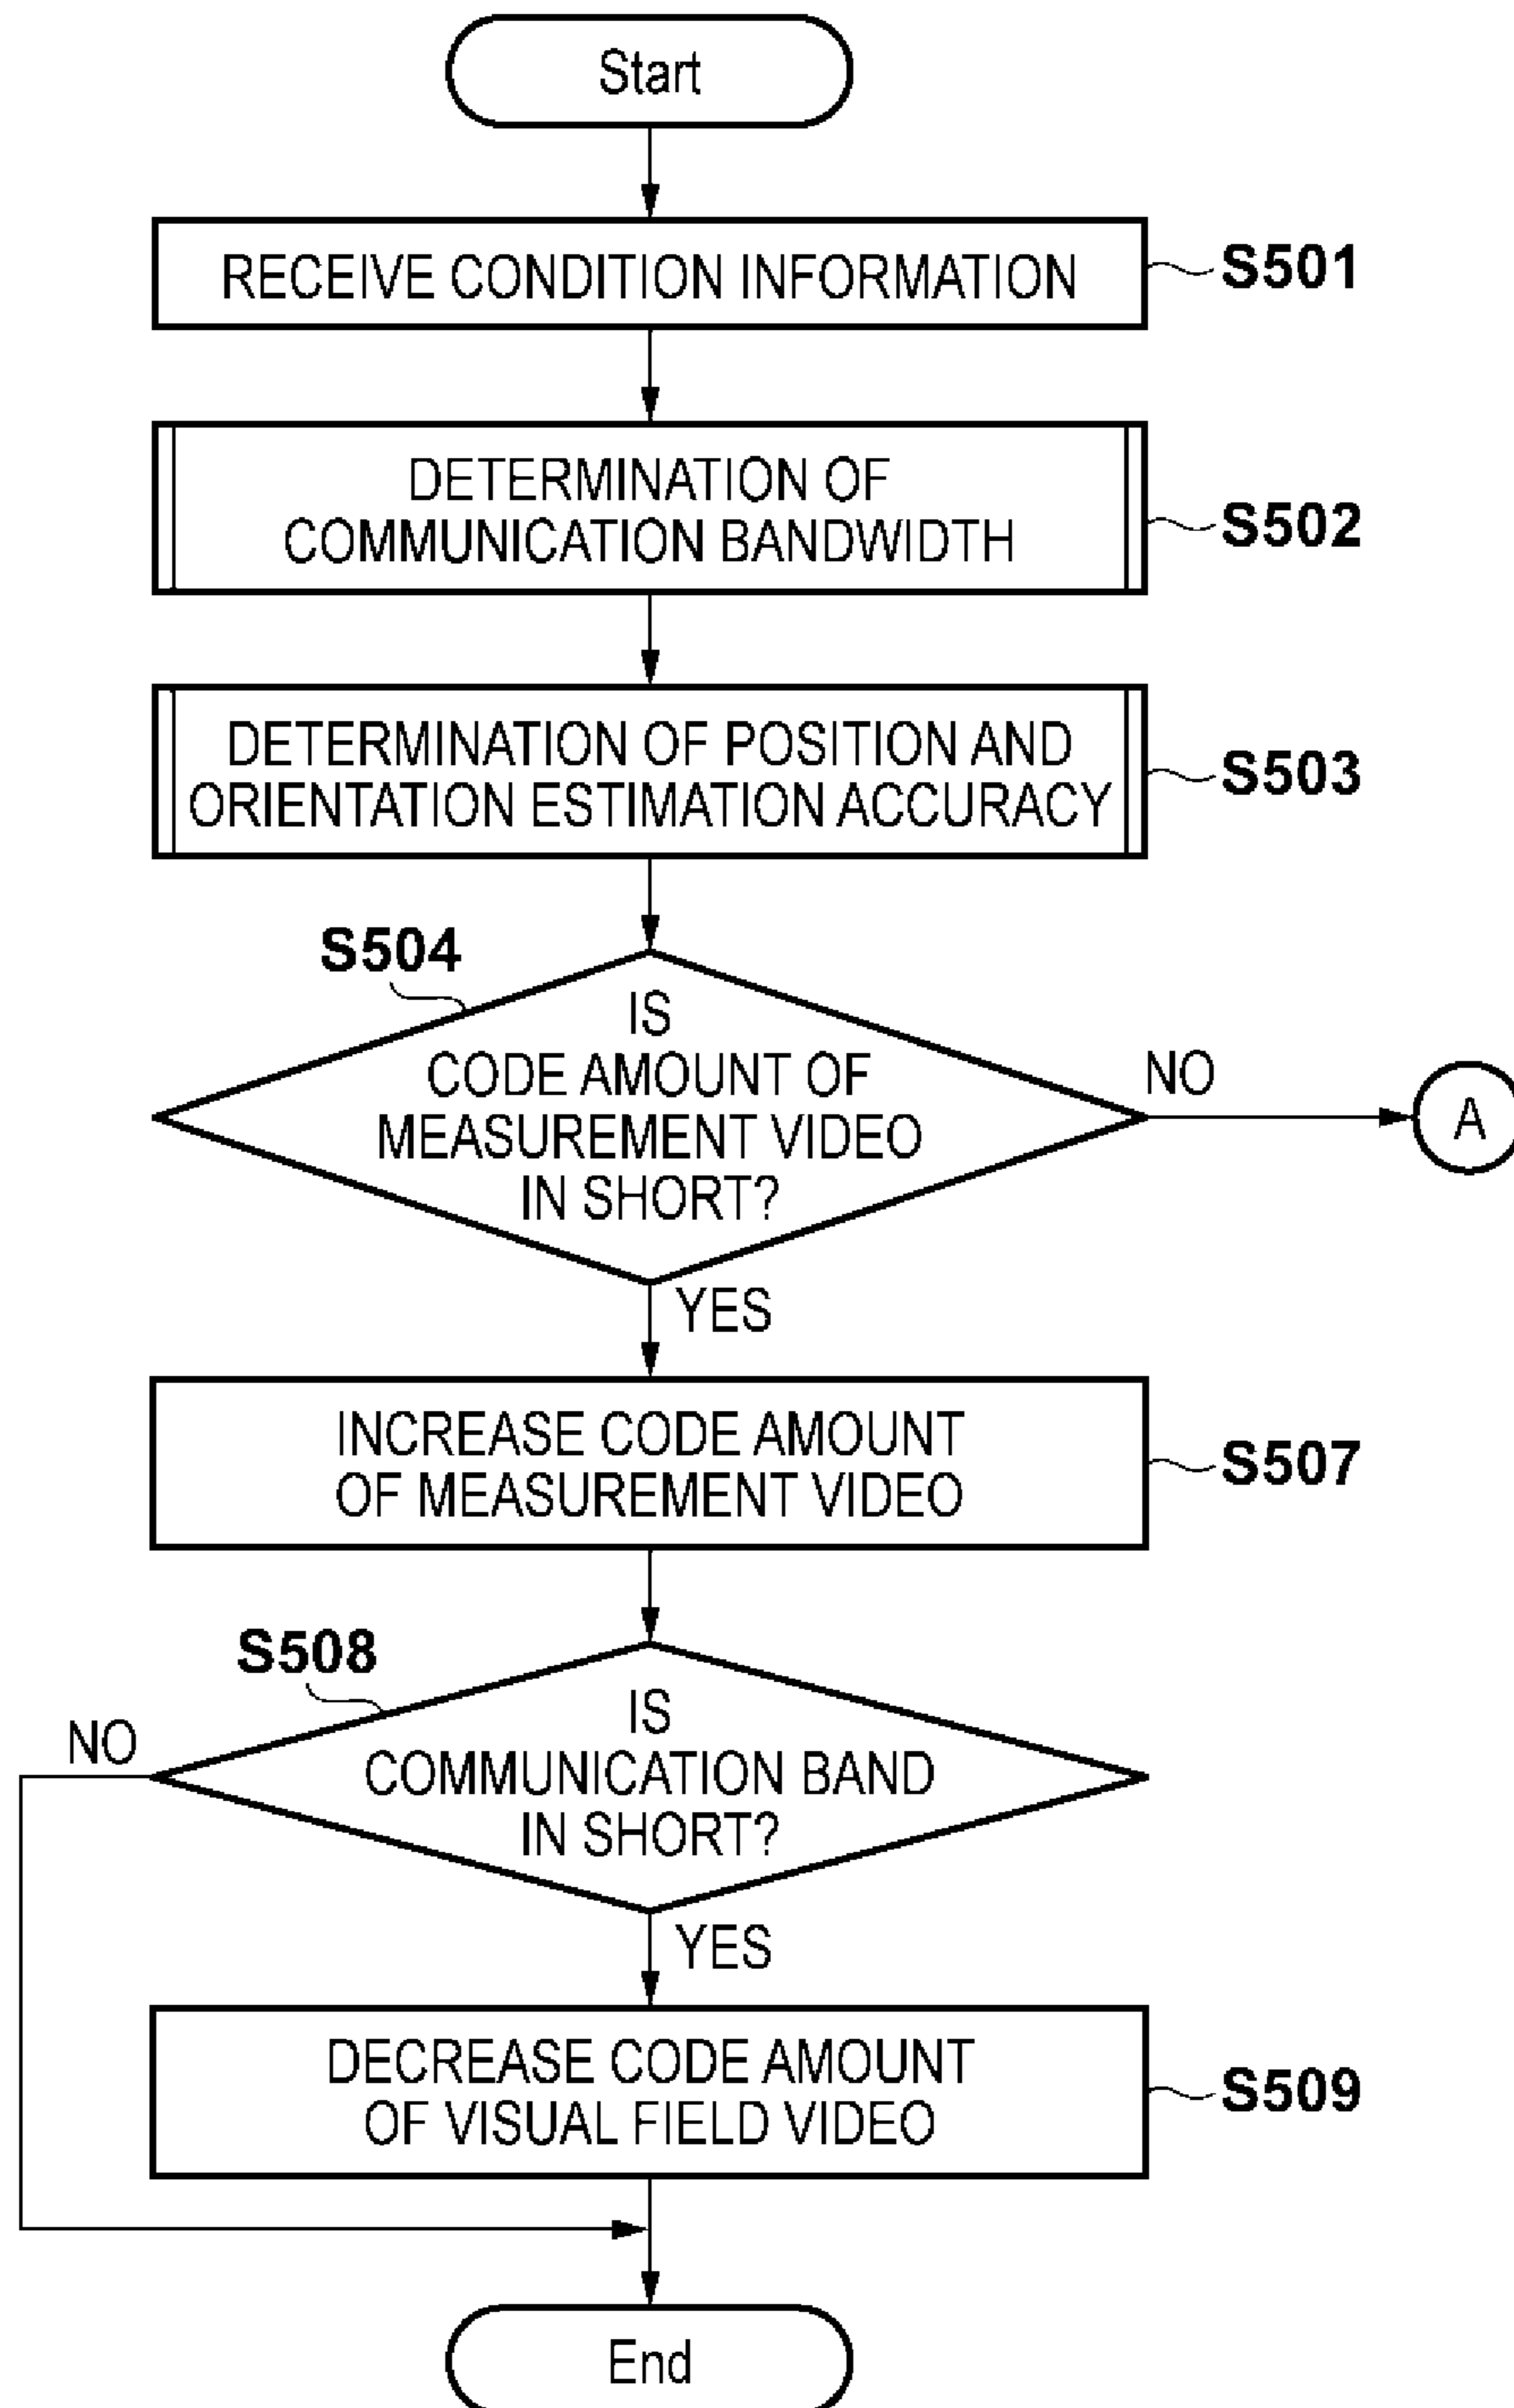 Start
RECEIVE CONDITION INFORMATION
S501
DETERMINATION OF
COMMUNICATION BANDWIDTH
S502
DETERMINATION OF POSITION AND
ORIENTATION ESTIMATION ACCURACY
S503
S504
IS
CODE AMOUNT OF
MEASUREMENT VIDEO
IN SHORT?
NO
A
YES
INCREASE CODE AMOUNT
OF MEASUREMENT VIDEO
S507
S508
IS
COMMUNICATION BAND
IN SHORT?
NO
YES
DECREASE CODE AMOUNT
OF VISUAL FIELD VIDEO
S509
End